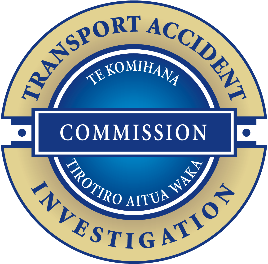 TRANSPORT ACCIDENT
TE KOMIHANA
COMMISSION
TIROTIRO AITUA WAKA
INVESTIGATION